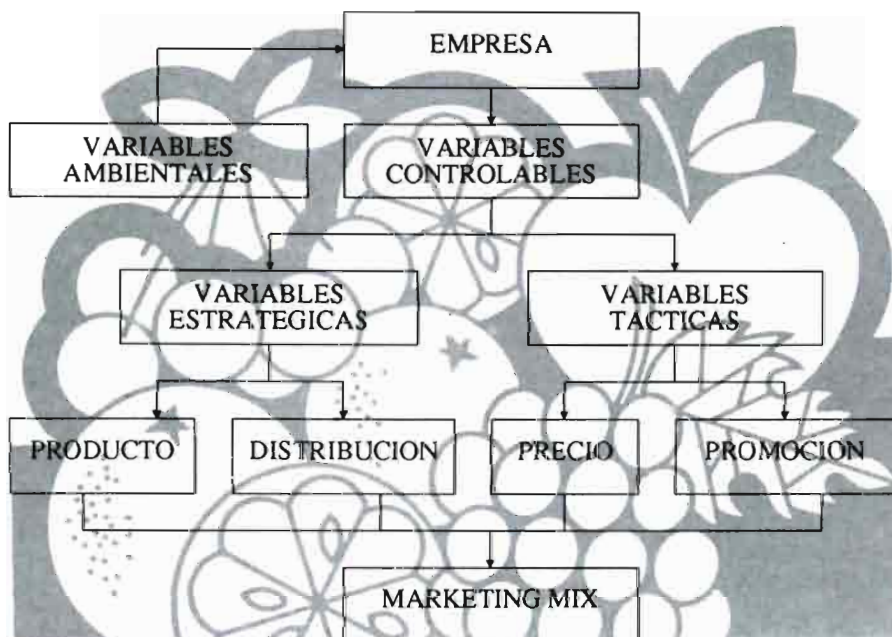 EMPRESA
VARIABLES
AMBIENTALES
VARIABLES
CONTROLABLES
VARIABLES
ESTRATEGICAS
VARIABLES
TACTICAS
PRODUCTO
DISTRIBUCION
PRECIO
PROMOCION
MARKETING MIX